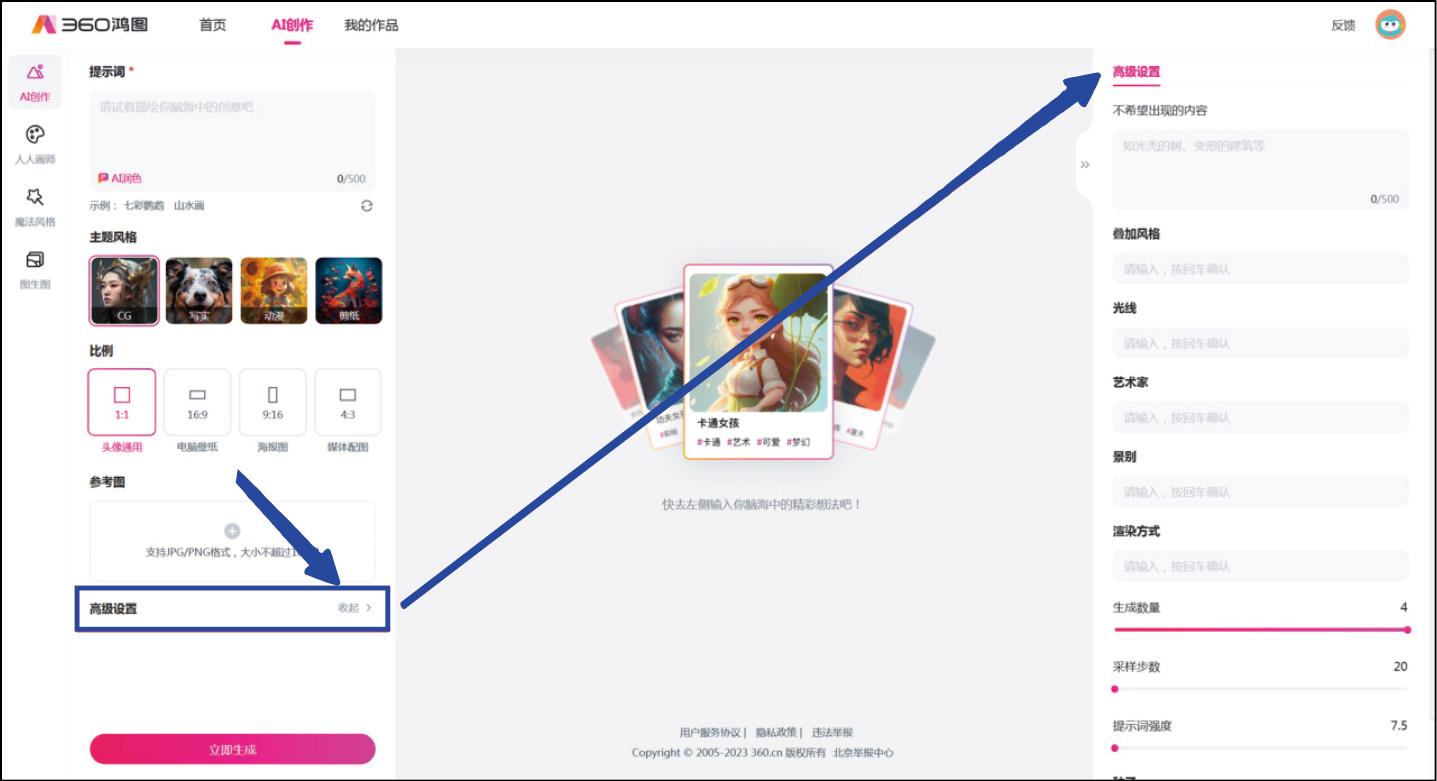 360鸿图
首页
AI创作
我的作品
反馈
AI创作
人人画师
魔法风格
图生图
提示词 *
请试着描绘你脑海中的创意吧
AI润色
0/500
示例： 七彩鹦鹉 山水画
主题风格
CG
写实
动漫
剪纸
比例
1:1
16:9
9:16
4:3
头像通用
电脑壁纸
海报图
媒体配图
参考图
支持JPG/PNG格式，大小不超过1
高级设置
收起
立即生成
功夫女
卡通女孩
#卡通 #艺术 #可爱 #梦幻
#夏天
快去左侧输入你脑海中的精彩想法吧！
用户服务协议 | 隐私政策 | 违法举报
Copyright © 2005-2023 360.cn 版权所有 北京举报中心
高级设置
不希望出现的内容
如光秃的树、变形的建筑等
0/500
叠加风格
请输入，按回车确认
光线
请输入，按回车确认
艺术家
请输入，按回车确认
景别
请输入，按回车确认
渲染方式
请输入，按回车确认
生成数量
4
采样步数
20
提示词强度
7.5